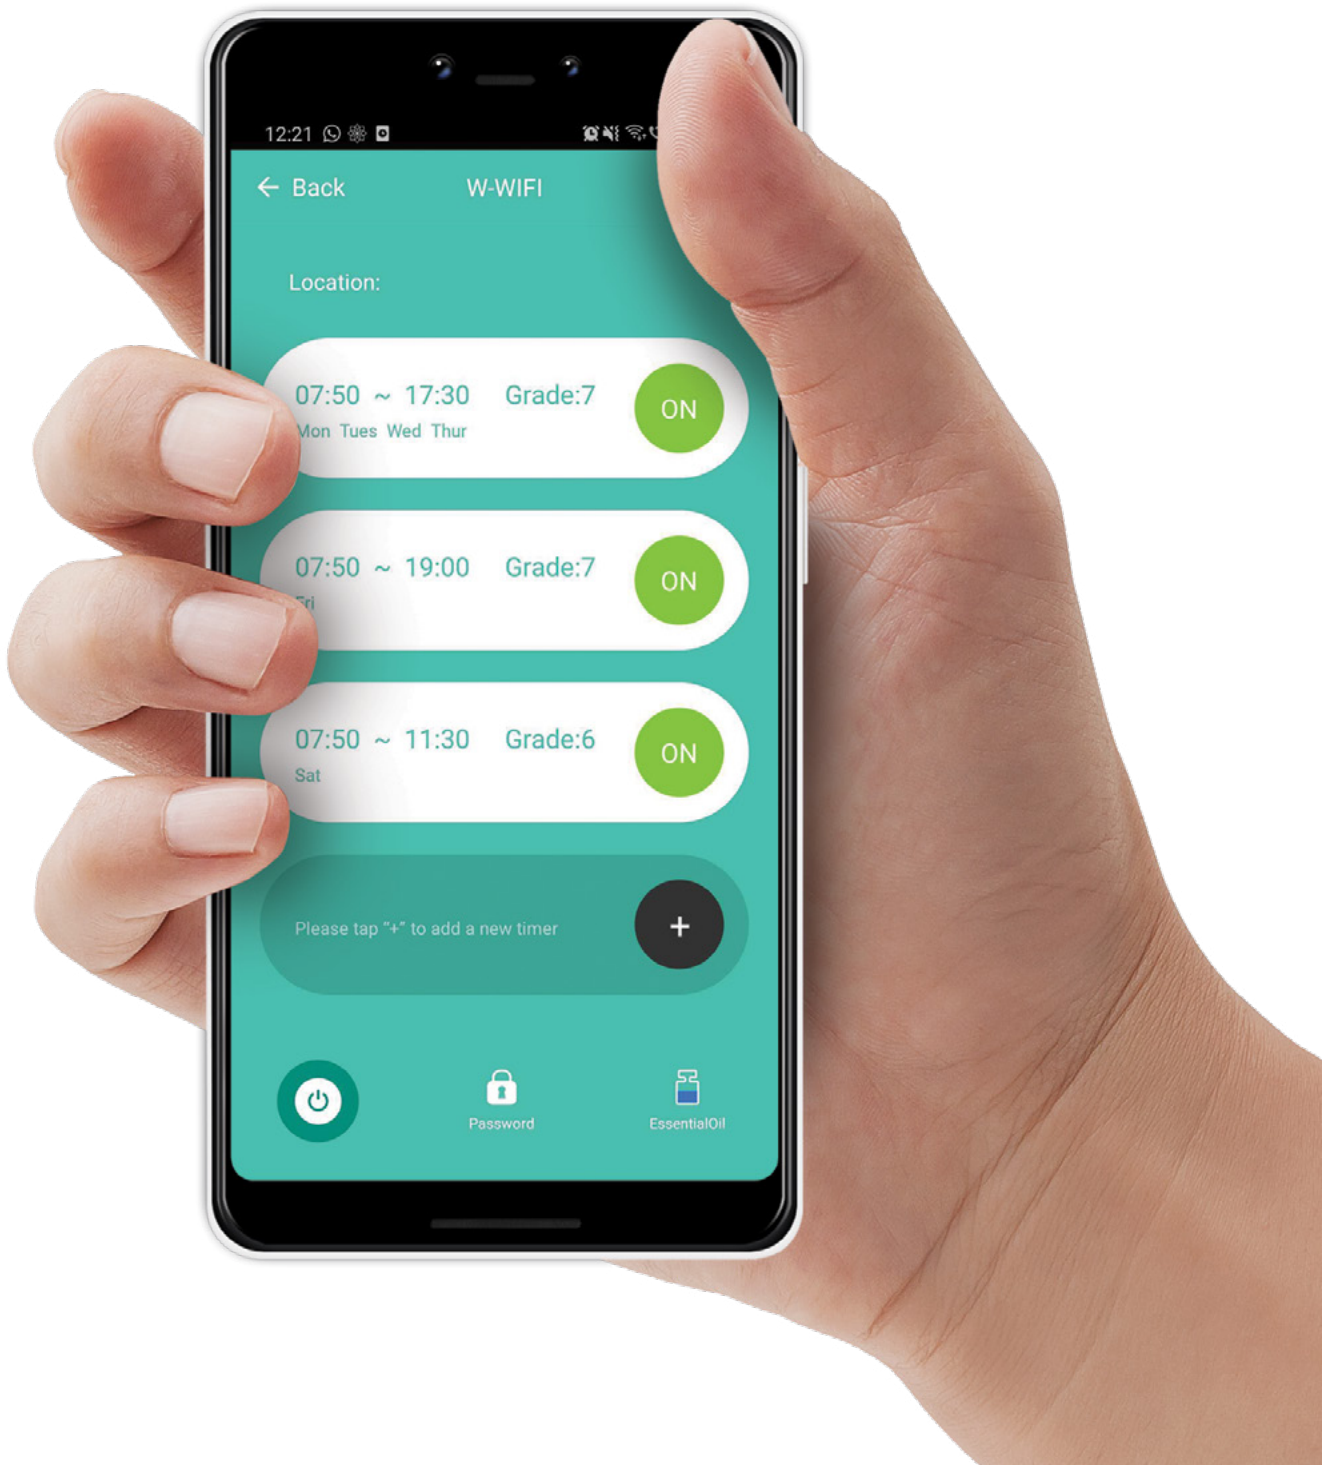 12:21
← Back W-WIFI
Location:
07:50 ~ 17:30 Grade:7 ON
Mon Tues Wed Thur
07:50 ~ 19:00 Grade:7 ON
Fri
07:50 ~ 11:30 Grade:6 ON
Sat
Please tap “+” to add a new timer +
Password EssentialOil